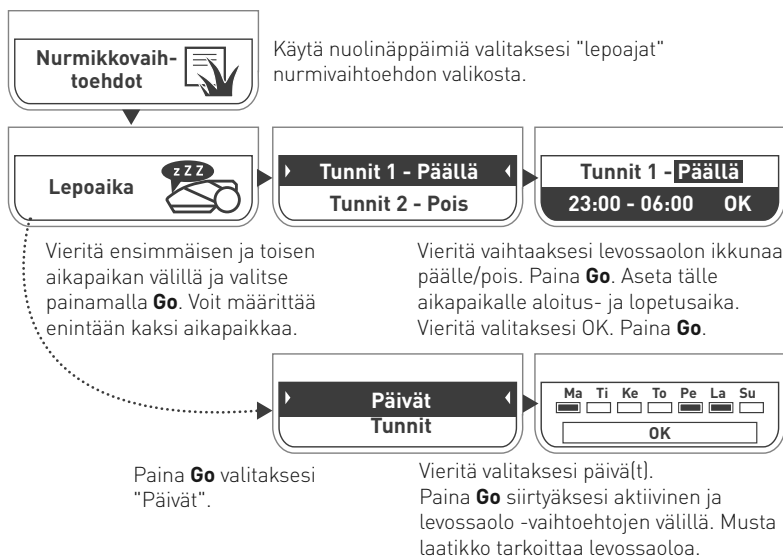 Nurmikkovaih-
toehdot
Käytä nuolinäppäimiä valitaksesi "lepoajat"
nurmivaihtoehdon valikosta.
Lepoaika
zZZ
Tunnit 1 - Päällä
Tunnit 2 - Pois
Tunnit 1 - Päällä
23:00 - 06:00 OK
Vieritä ensimmäisen ja toisen
aikapaikan välillä ja valitse
painamalla Go. Voit määrittää
enintään kaksi aikapaikkaa.
Vieritä vaihtaaksesi levossaolon ikkunaa
päälle/pois. Paina Go. Aseta tälle
aikapaikalle aloitus- ja lopetusaika.
Vieritä valitaksesi OK. Paina Go.
Päivät
Tunnit
Ma Ti Ke To Pe La Su
OK
Paina Go valitaksesi
"Päivät".
Vieritä valitaksesi päivä(t).
Paina Go siirtyäksesi aktiivinen ja
levossaolo -vaihtoehtojen välillä. Musta
laatikko tarkoittaa levossaoloa.